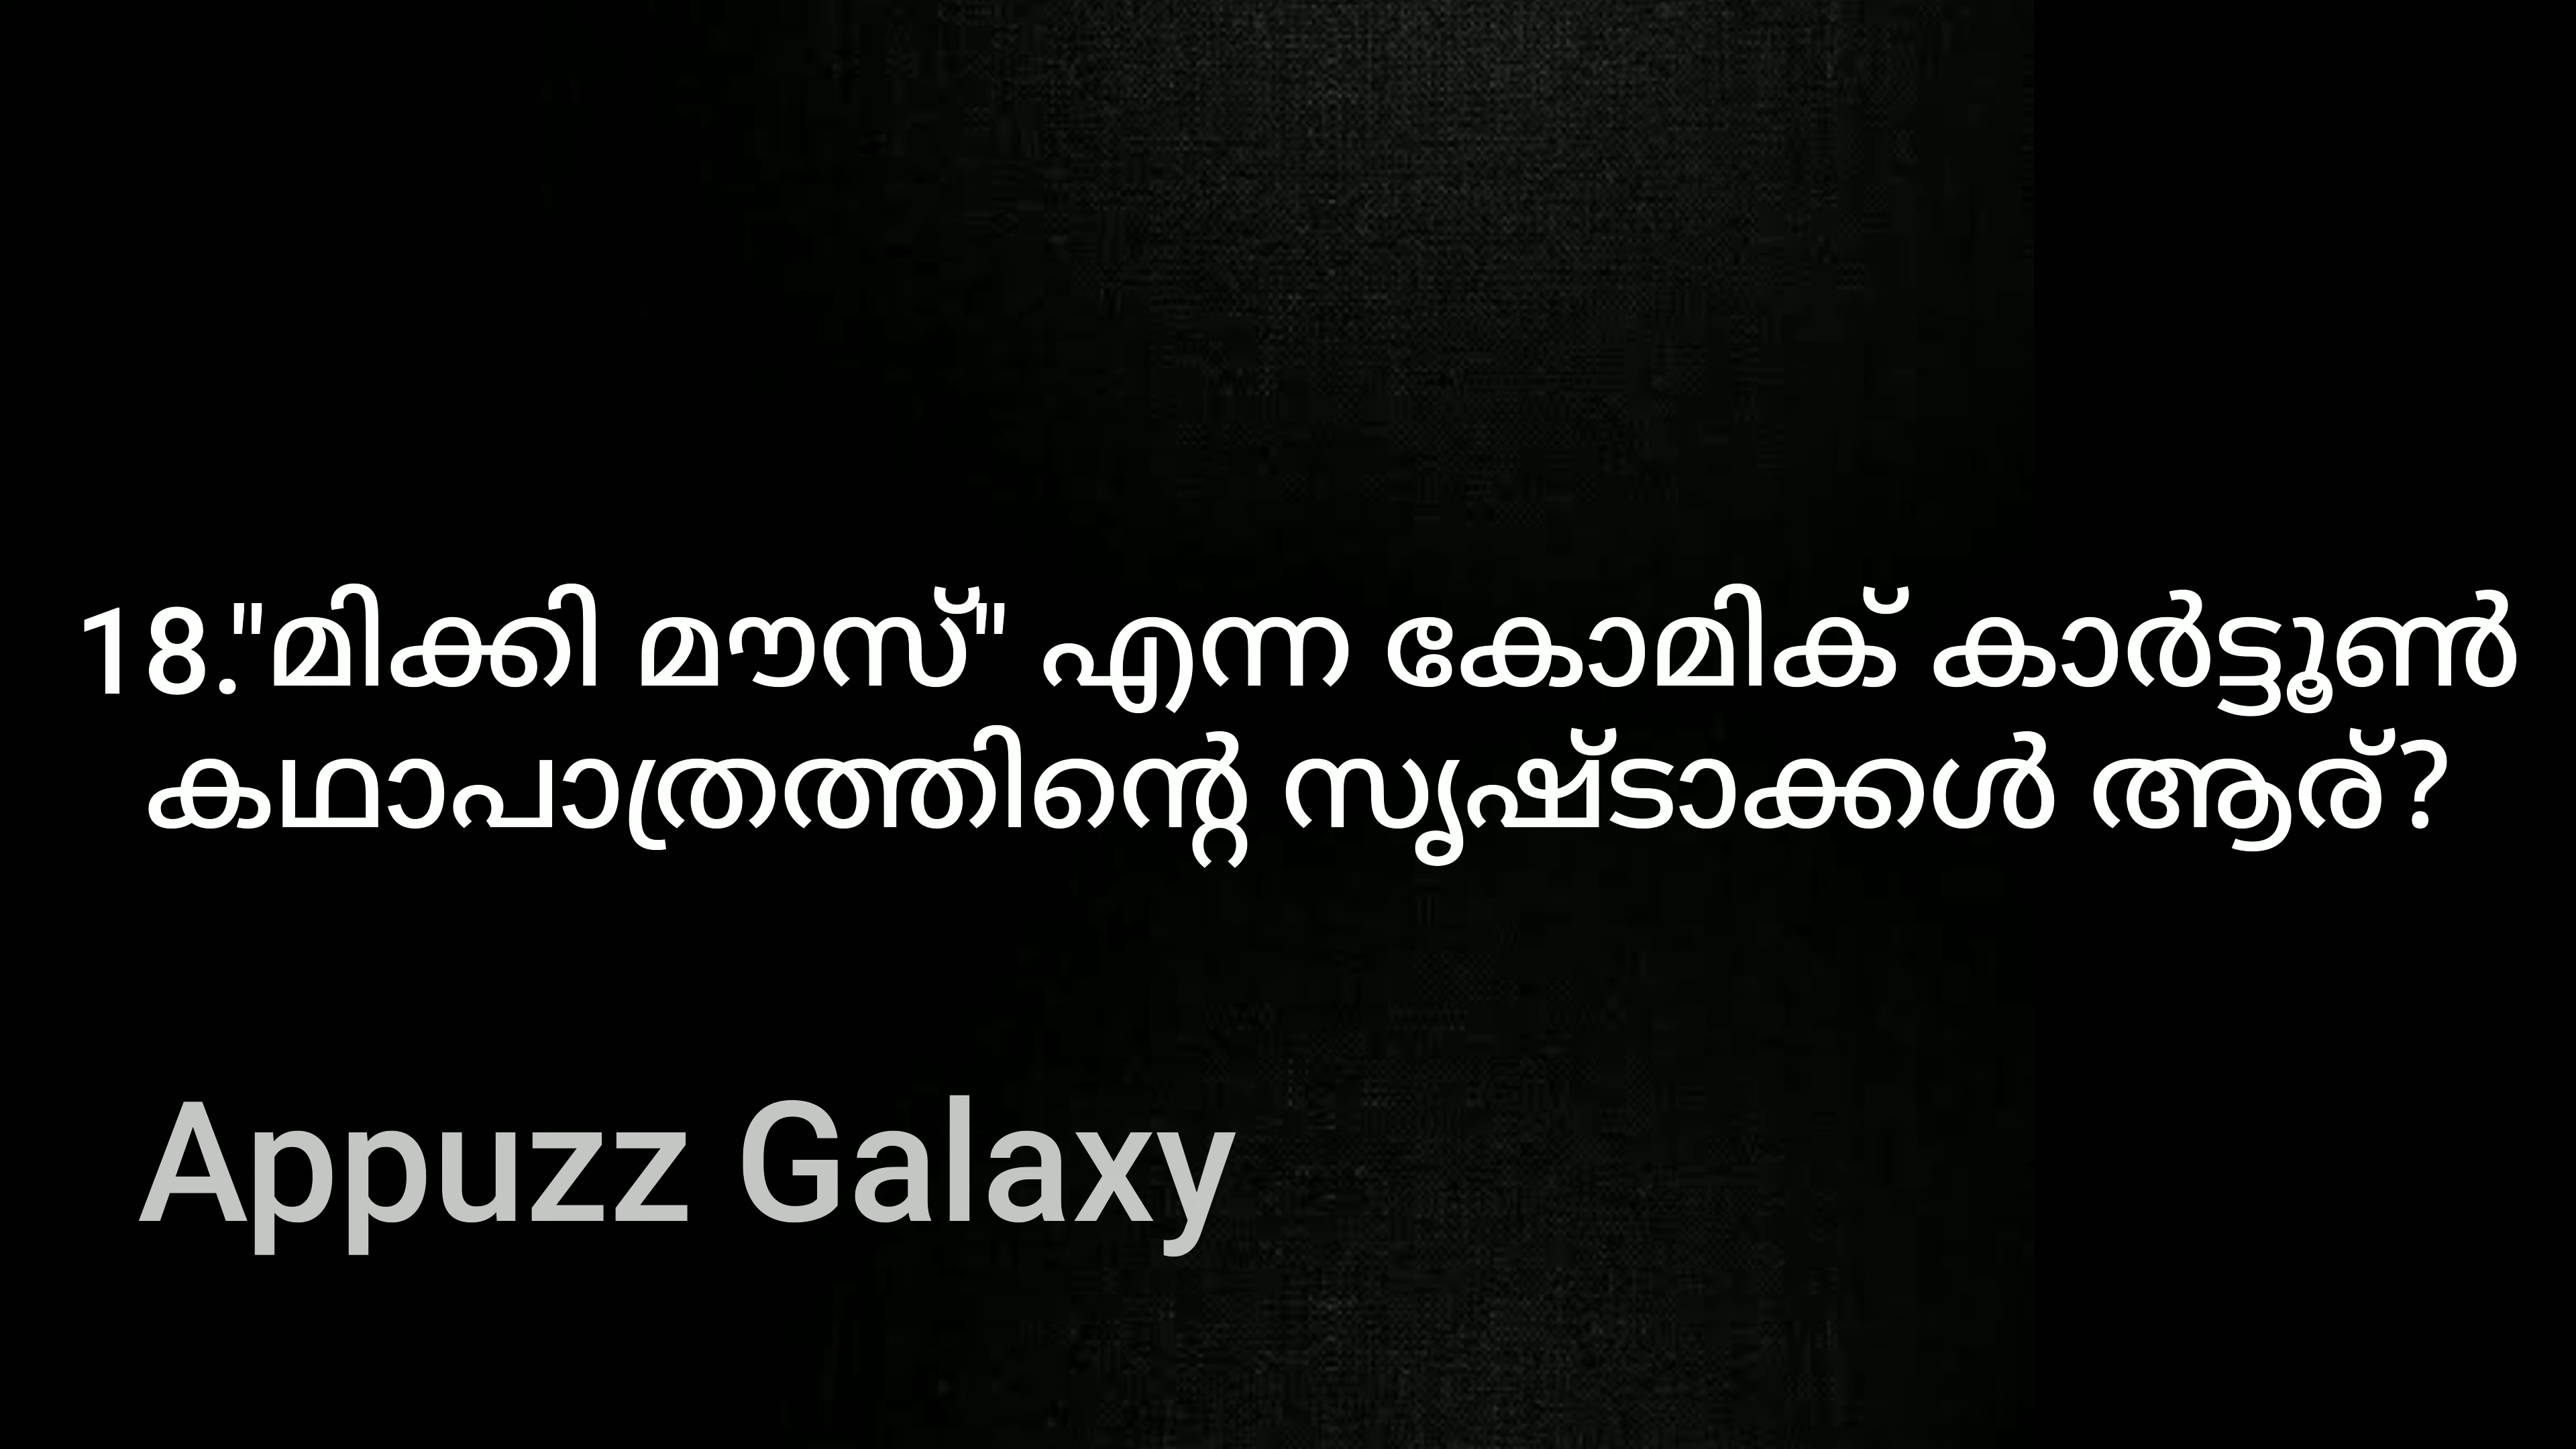 18."മിക്കി മൗസ്" എന്ന കോമിക് കാർട്ടൂൺ
കഥാപാത്രത്തിന്റെ സൃഷ്ടാക്കൾ ആര്?
Appuzz Galaxy